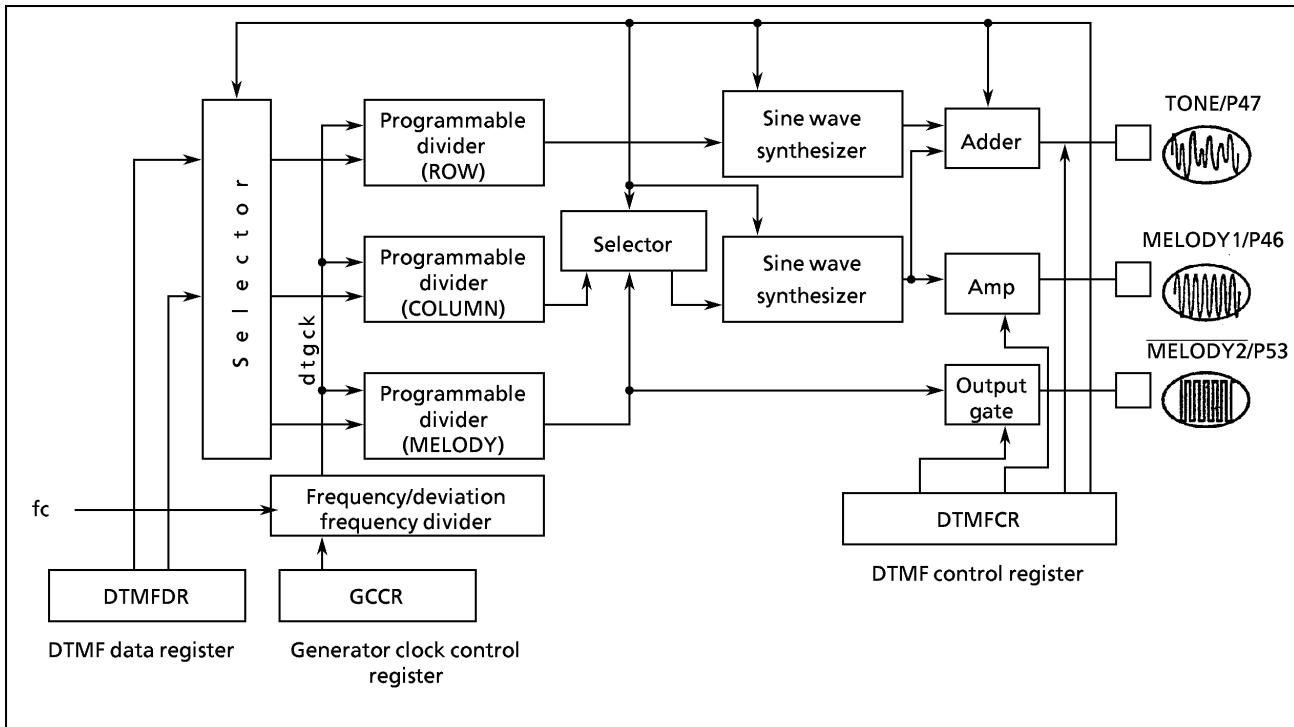 TONE/P47
Programmable
divider
(ROW)
Sine wave
synthesizer
Adder
Selector
Programmable
divider
(COLUMN)
Selector
Sine wave
synthesizer
MELODY1/P46
Amp
dtgck
MELODY2/P53
Programmable
divider
(MELODY)
Output
gate
fc
Frequency/deviation
frequency divider
DTMFCR
DTMF control register
DTMFDR
GCCR
DTMF data register
Generator clock control
register